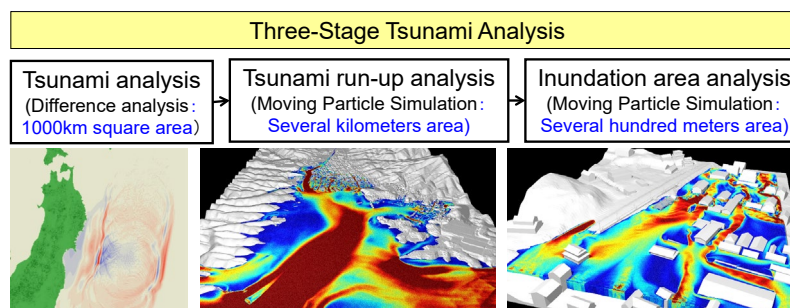 Three-Stage Tsunami Analysis
Tsunami analysis
(Difference analysis:
1000km square area)
Tsunami run-up analysis
(Moving Particle Simulation:
Several kilometers area)
Inundation area analysis
(Moving Particle Simulation:
Several hundred meters area)